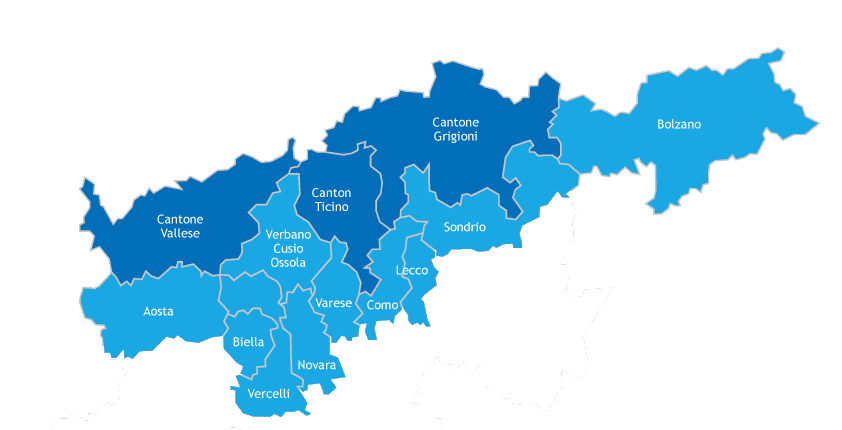 Cantone
Grigioni
Bolzano
Canton
Ticino
Cantone
Vallese
Sondrio
Verbano
Cusio
Ossola
Lecco
Aosta
Varese
Como
Biella
Novara
Vercelli